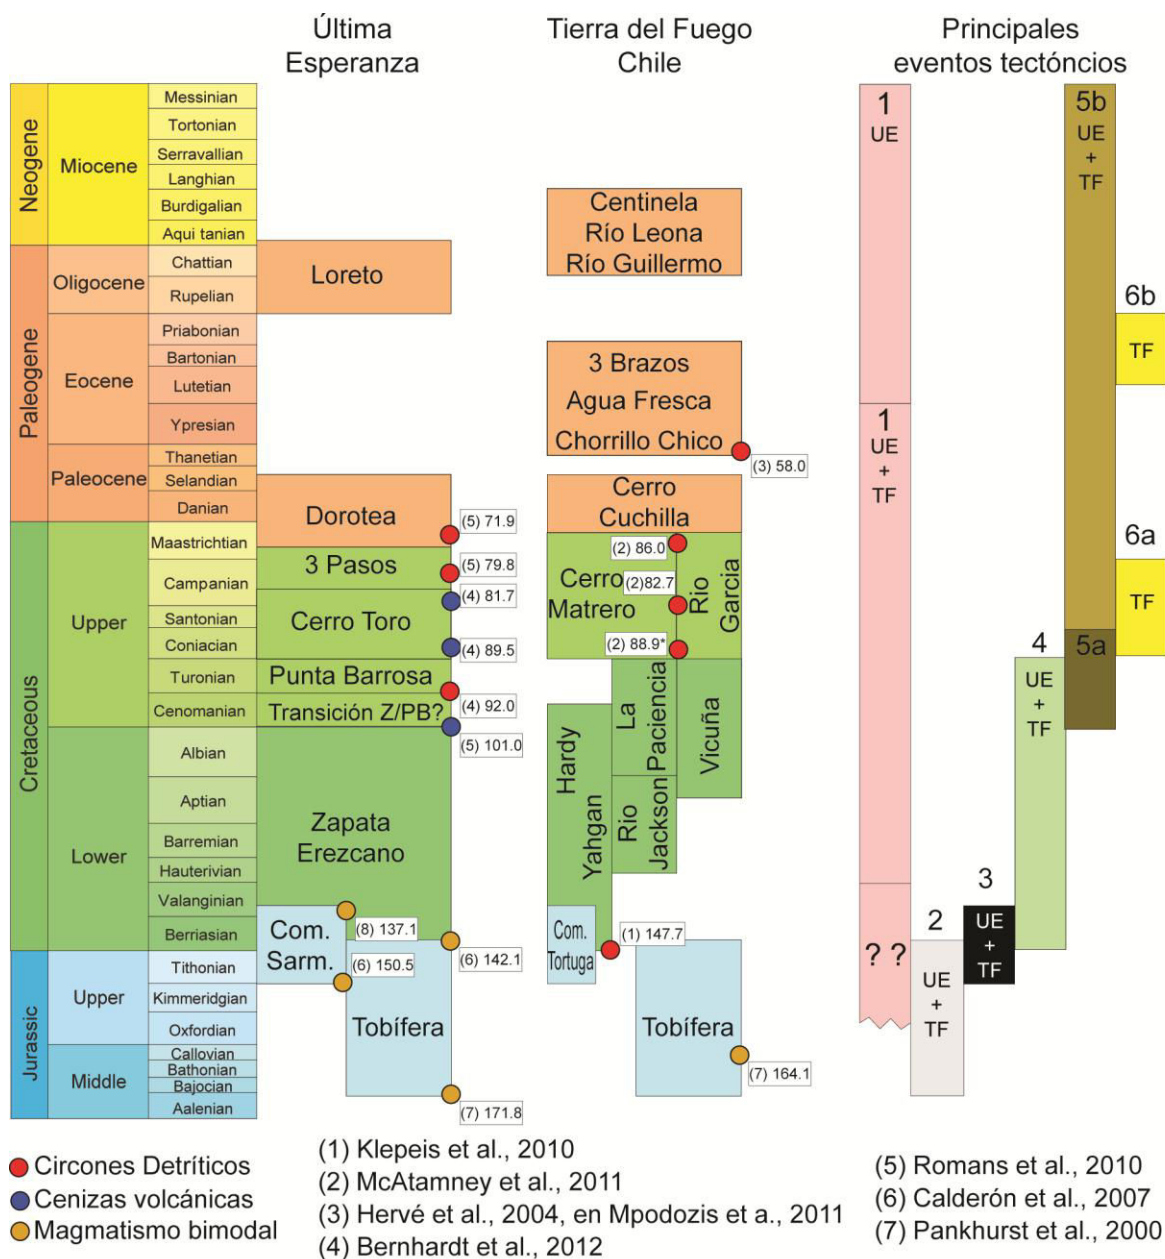 Última
Esperanza
Tierra del Fuego
Chile
Principales
eventos tectóncios
Neogene
Miocene
Messinian
Tortonian
Serravallian
Langhian
Burdigalian
Aqui tanian
Paleogene
Oligocene
Chattian
Rupelian
Eocene
Priabonian
Bartonian
Lutetian
Ypresian
Paleocene
Thanetian
Selandian
Danian
Cretaceous
Upper
Maastrichtian
Campanian
Santonian
Coniacian
Turonian
Cenomanian
Lower
Albian
Aptian
Barremian
Hauterivian
Valanginian
Berriasian
Jurassic
Upper
Tithonian
Kimmeridgian
Oxfordian
Middle
Callovian
Bathonian
Bajocian
Aalenian
Loreto
Dorotea
(5) 71.9
3 Pasos
(5) 79.8
(4) 81.7
Cerro Toro
(4) 89.5
Punta Barrosa
(4) 92.0
Transición Z/PB?
(5) 101.0
Zapata
Erezcano
Com.
Sarm.
(8) 137.1
(6) 150.5
(6) 142.1
Tobífera
(7) 171.8
Centinela
Río Leona
Río Guillermo
3 Brazos
Agua Fresca
Chorrillo Chico
(3) 58.0
Cerro
Cuchilla
Cerro
Matrero
(2) 86.0
(2)82.7
(2) 88.9*
Rio
Garcia
Hardy
Yahgan
La
Paciencia
Rio
Jackson
Vicuña
Com.
Tortuga
(1) 147.7
Tobífera
(7) 164.1
1
UE
1
UE
+
TF
? ?
2
UE
+
TF
3
UE
+
TF
4
UE
+
TF
5b
UE
+
TF
5a
6b
TF
6a
TF
Circones Detríticos
Cenizas volcánicas
Magmatismo bimodal
(1) Klepeis et al., 2010
(2) McAtamney et al., 2011
(3) Hervé et al., 2004, en Mpodozis et a., 2011
(4) Bernhardt et al., 2012
(5) Romans et al., 2010
(6) Calderón et al., 2007
(7) Pankhurst et al., 2000